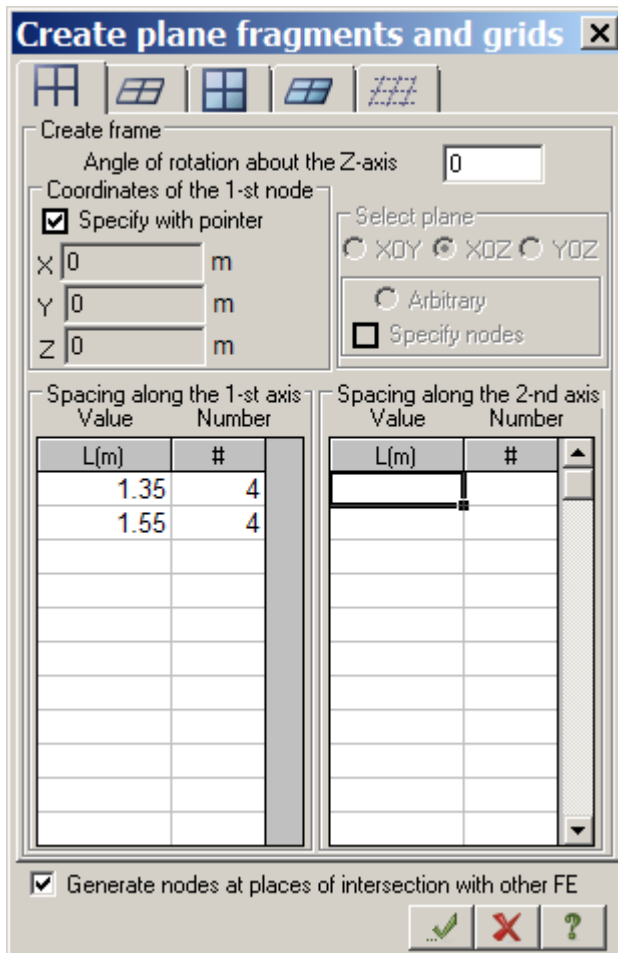 Create plane fragments and grids
Create frame
Angle of rotation about the Z-axis 0
Coordinates of the 1-st node
Specify with pointer
X 0 m
Y 0 m
Z 0 m
Select plane
XOY XOZ YOZ
Arbitrary
Specify nodes
Spacing along the 1-st axis
Value Number
L(m) #
1.35 4
1.55 4
Spacing along the 2-nd axis
Value Number
L(m) #
Generate nodes at places of intersection with other FE